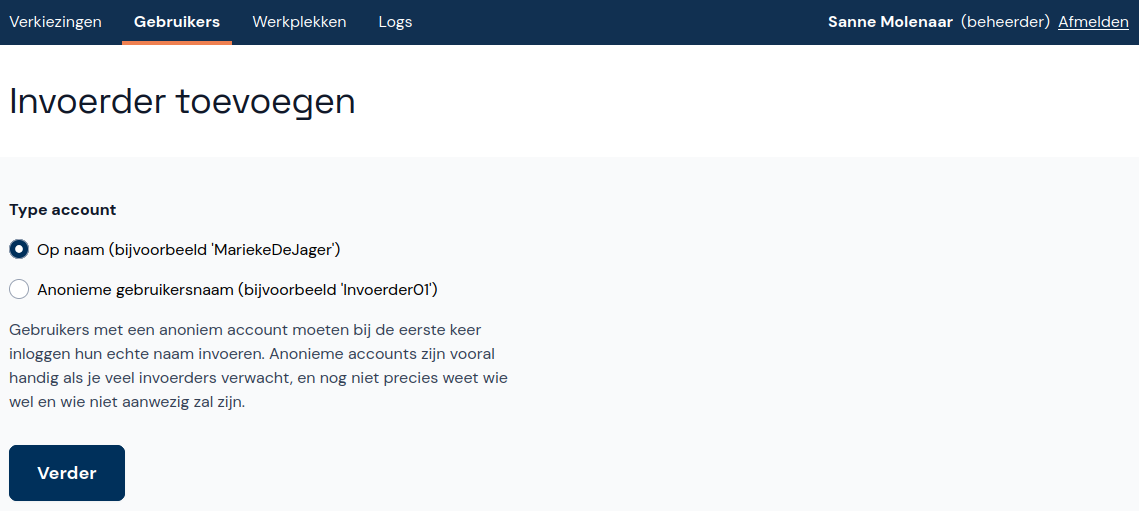 Verkiezingen Gebruikers Werkplekken Logs Sanne Molenaar (beheerder) Afmelden
Invoerder toevoegen
Type account
Op naam (bijvoorbeeld 'MariekeDeJager')
Anonieme gebruikersnaam (bijvoorbeeld 'Invoerder01')
Gebruikers met een anoniem account moeten bij de eerste keer
inloggen hun echte naam invoeren. Anonieme accounts zijn vooral
handig als je veel invoerders verwacht, en nog niet precies weet wie
wel en wie niet aanwezig zal zijn.
Verder